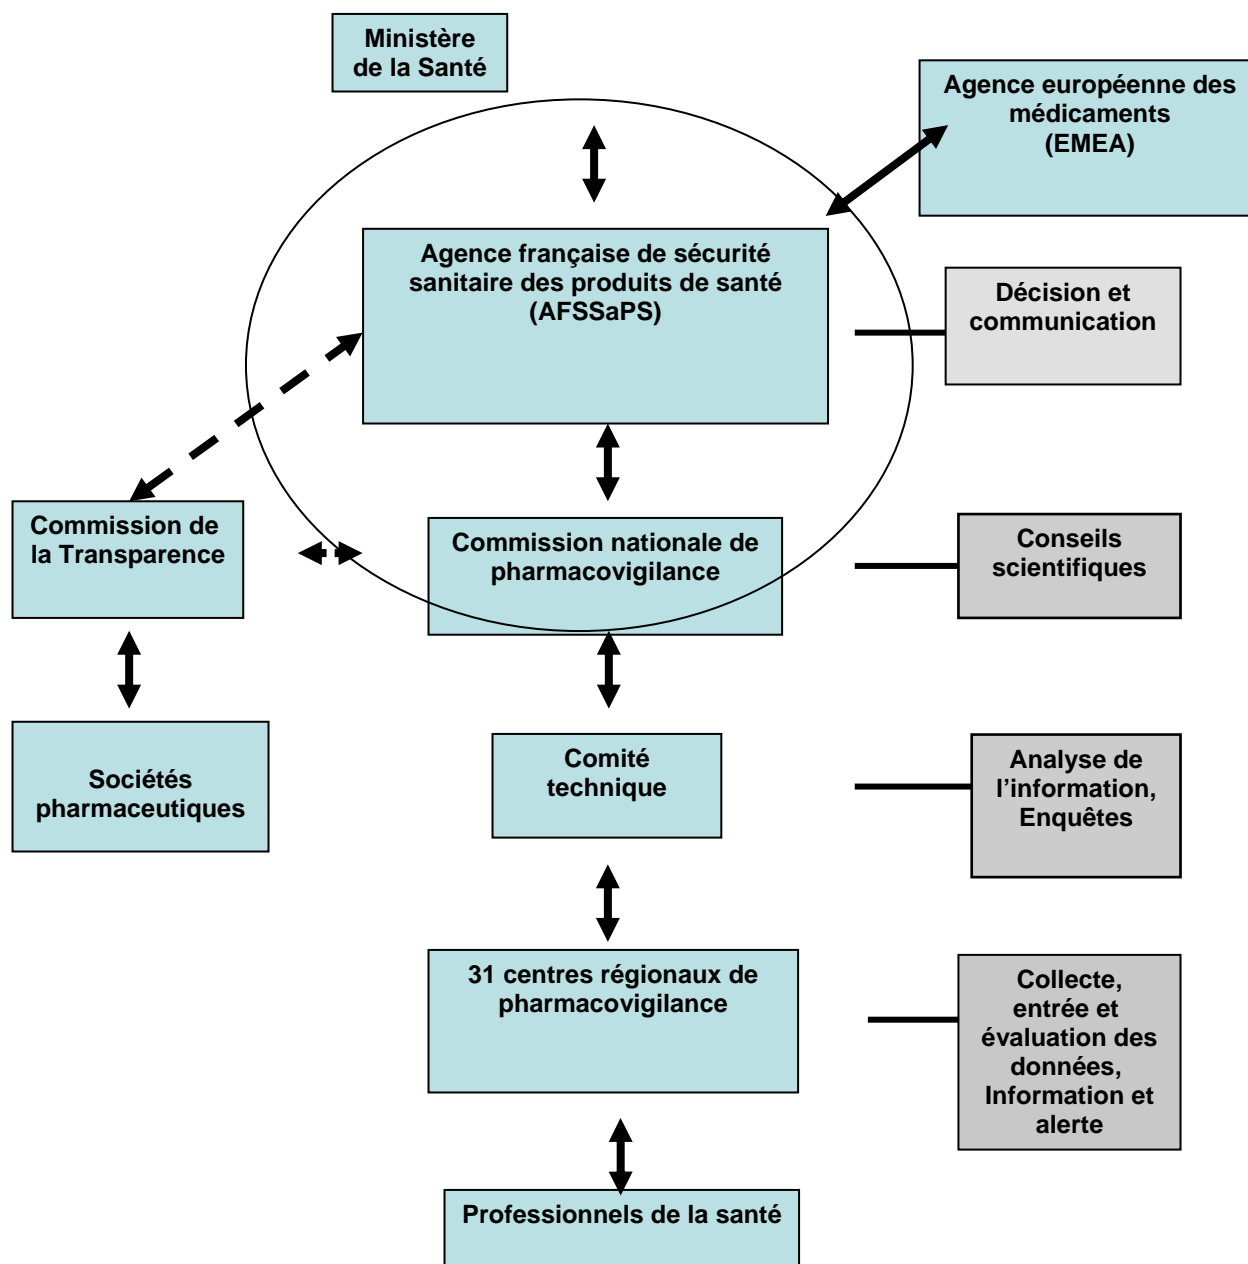 Ministère
de la Santé
Agence européenne des
médicaments
(EMEA)
Agence française de sécurité
sanitaire des produits de santé
(AFSSaPS)
Décision et
communication
Commission de
la Transparence
Commission nationale de
pharmacovigilance
Conseils
scientifiques
Sociétés
pharmaceutiques
Comité
technique
Analyse de
l’information,
Enquêtes
31 centres régionaux de
pharmacovigilance
Collecte,
entrée et
évaluation des
données,
Information et
alerte
Professionnels de la santé